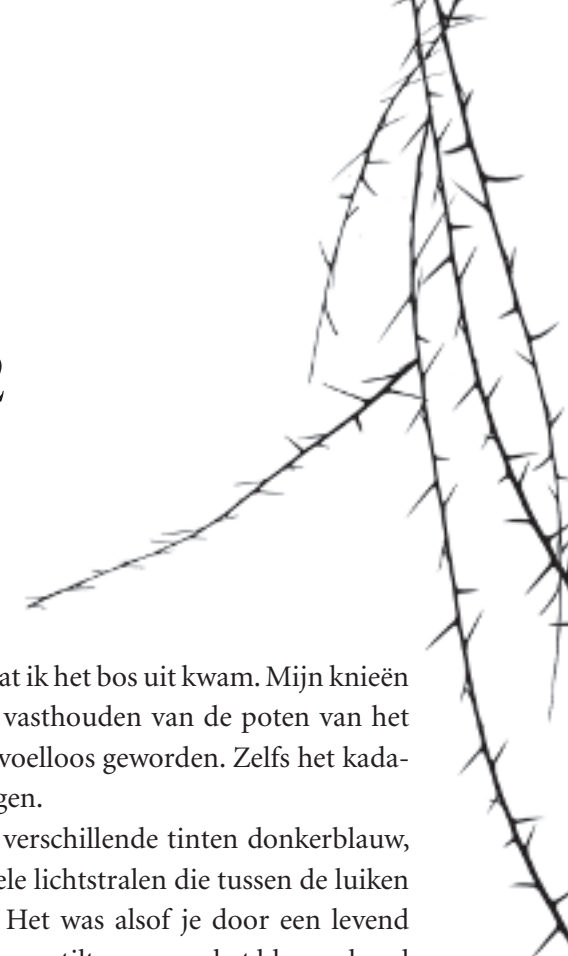 2
at ik het bos uit kwam. Mijn knieën
vasthouden van de poten van het
voelloos geworden. Zelfs het kada-
gen.
verschillende tinten donkerblauw,
ele lichtstralen die tussen de luiken
Het was alsof je door een levend